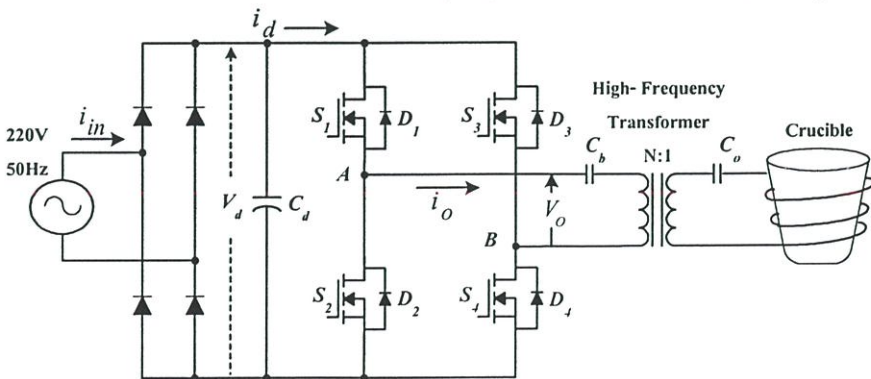 i_d
220V
50Hz
i_in
V_d
C_d
S_1
D_1
S_3
D_3
High- Frequency
Transformer
Crucible
C_b
N:1
C_o
A
i_o
V_o
B
S_2
D_2
S_4
D_4